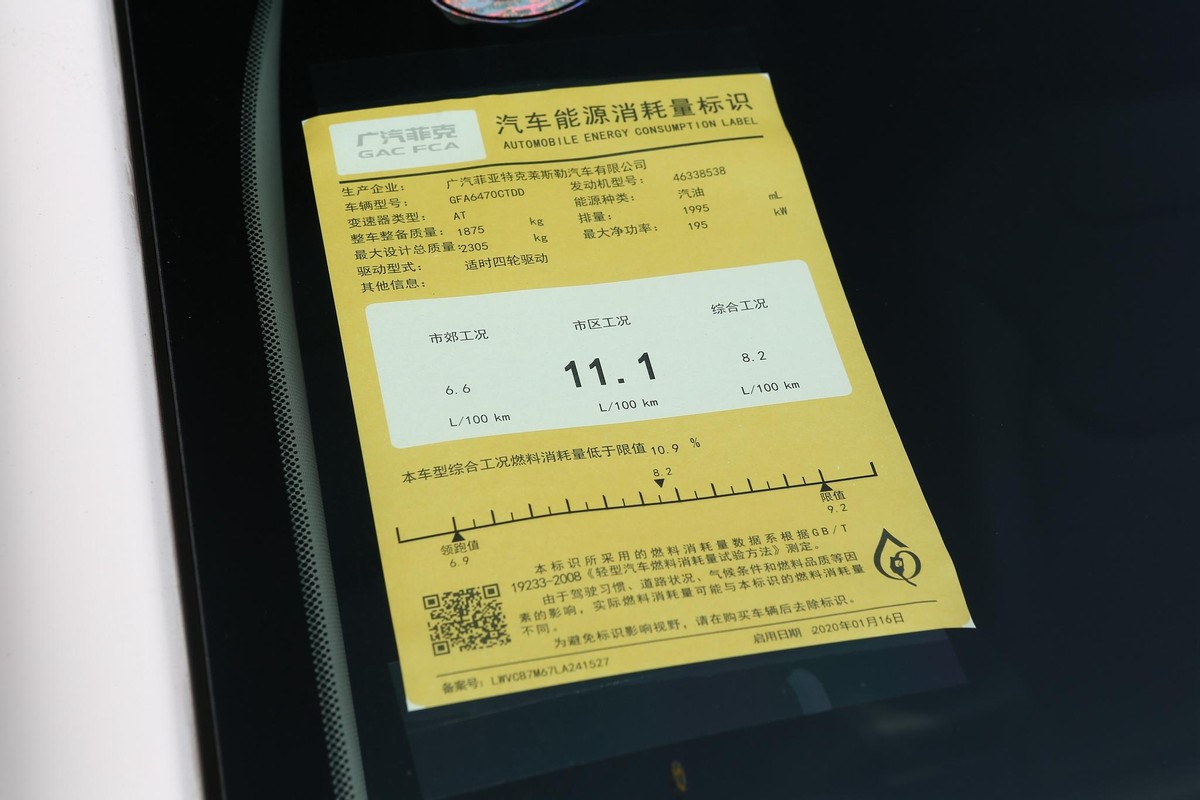 广汽菲克
GAC FCA
汽车能源消耗量标识
AUTOMOBILE ENERGY CONSUMPTION LABEL
生产企业: 广汽菲亚特克莱斯勒汽车有限公司
车辆型号: GFA6470CTDD 发动机型号: 46338538
变速器类型: AT 能源种类: 汽油
整车整备质量: 1875 kg 排量: 1995 mL
最大设计总质量:2305 kg 最大净功率: 195 kW
驱动型式: 适时四轮驱动
其他信息:
市郊工况 市区工况 综合工况
6.6 11.1 8.2
L/100 km L/100 km L/100 km
本车型综合工况燃料消耗量低于限值 10.9 %
8.2
领跑值 限值
6.9 9.2
本标识所采用的燃料消耗量数据系根据GB/T
19233-2008《轻型汽车燃料消耗量试验方法》测定。
由于驾驶习惯、道路状况、气候条件和燃料品质等因
素的影响，实际燃料消耗量可能与本标识的燃料消耗量
不同。
为避免标识影响视野，请在购买车辆后去除标识。
备案号: LWVCB7M67LA241527 启用日期 2020年01月16日